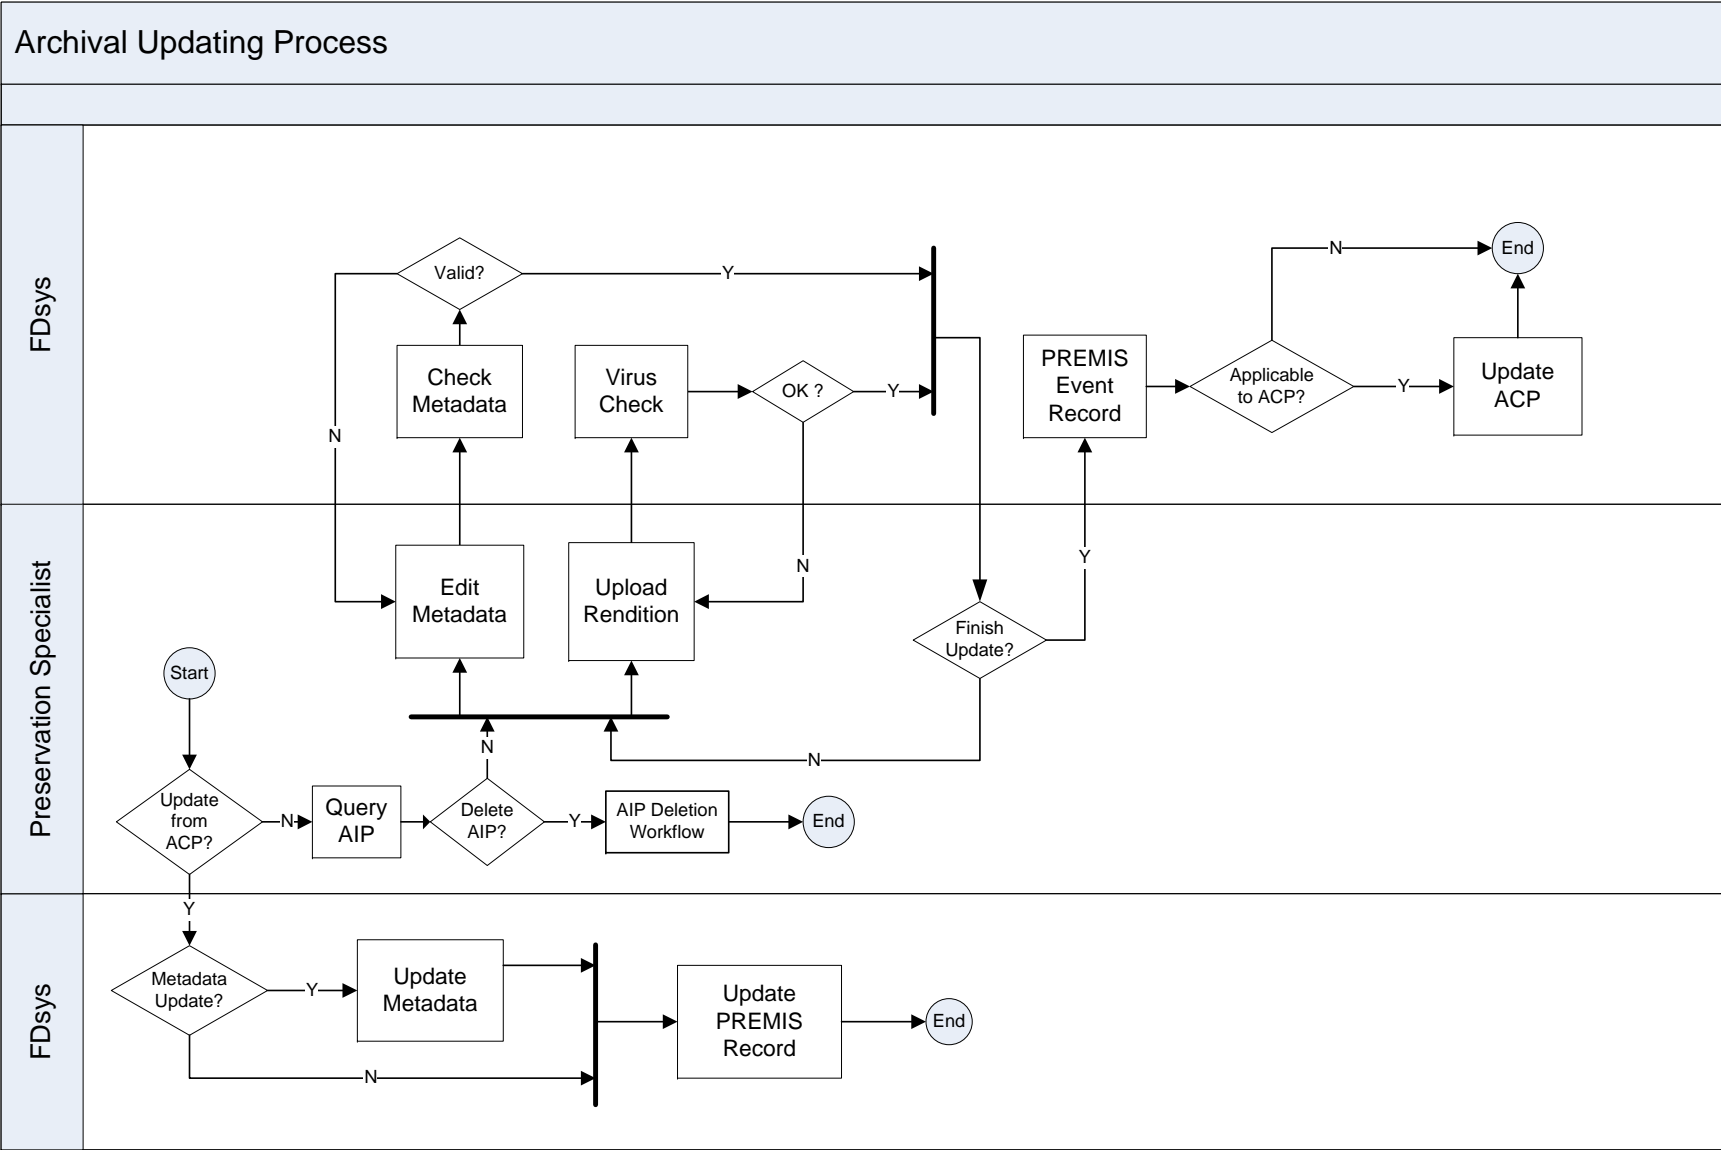 Archival Updating Process
FDsys
Valid?
Y
N
End
Check
Metadata
Virus
Check
OK ?
Y
N
PREMIS
Event
Record
Applicable
to ACP?
Y
Update
ACP
N
Preservation Specialist
Edit
Metadata
Upload
Rendition
N
Y
Finish
Update?
Start
N
N
Update
from
ACP?
N
Query
AIP
Delete
AIP?
Y
AIP Deletion
Workflow
End
FDsys
Y
Metadata
Update?
Y
Update
Metadata
Update
PREMIS
Record
End
N